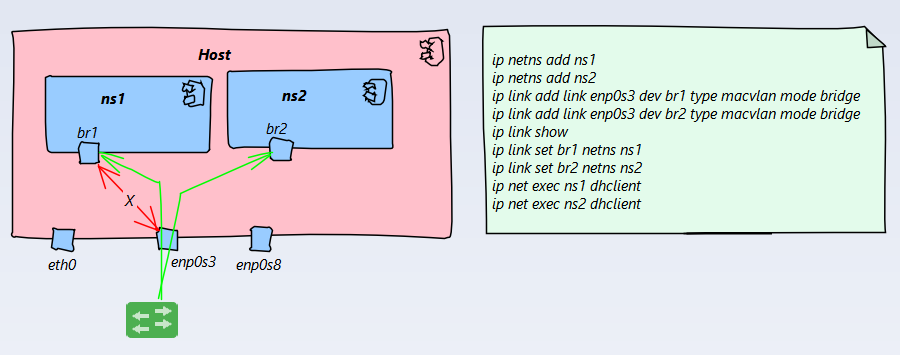 Host
ns1
ns2
br1
br2
X
eth0
enp0s3
enp0s8
ip netns add ns1
ip netns add ns2
ip link add link enp0s3 dev br1 type macvlan mode bridge
ip link add link enp0s3 dev br2 type macvlan mode bridge
ip link show
ip link set br1 netns ns1
ip link set br2 netns ns2
ip net exec ns1 dhclient
ip net exec ns2 dhclient